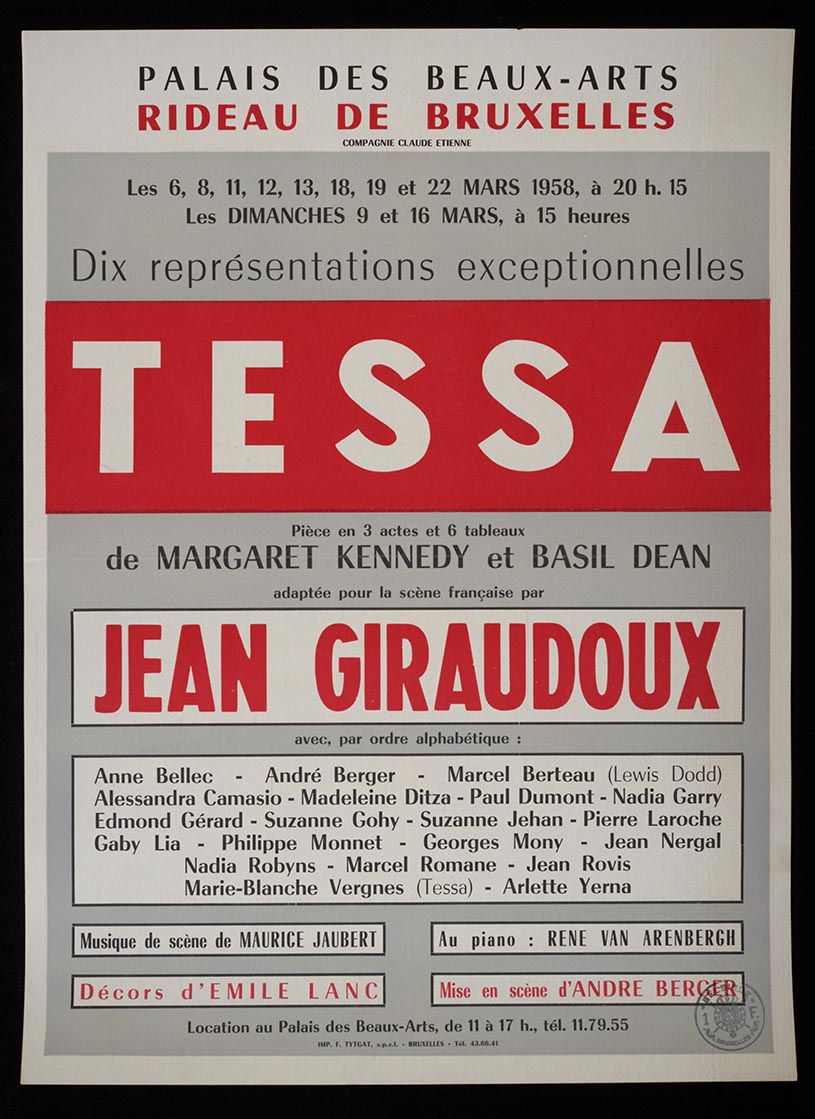 PALAIS DES BEAUX-ARTS
RIDEAU DE BRUXELLES
COMPAGNIE CLAUDE ETIENNE
Les 6, 8, 11, 12, 13, 18, 19 et 22 MARS 1958, à 20 h. 15
Les DIMANCHES 9 et 16 MARS, à 15 heures
Dix représentations exceptionnelles
TESSA
Pièce en 3 actes et 6 tableaux
de MARGARET KENNEDY et BASIL DEAN
adaptée pour la scène française par
JEAN GIRAUDOUX
avec, par ordre alphabétique :
Anne Bellec - André Berger - Marcel Berteau (Lewis Dodd)
Alessandra Camasio - Madeleine Ditza - Paul Dumont - Nadia Garry
Edmond Gérard - Suzanne Gohy - Suzanne Jehan - Pierre Laroche
Gaby Lia - Philippe Monnet - Georges Mony - Jean Nergal
Nadia Robyns - Marcel Romane - Jean Rovis
Marie-Blanche Vergnes (Tessa) - Arlette Yerna
Musique de scène de MAURICE JAUBERT
Au piano : RENE VAN ARENBERGH
Décors d'EMILE LANC
Mise en scène d'ANDRE BERGER
Location au Palais des Beaux-Arts, de 11 à 17 h., tél. 11.79.55
IMP. F. TYTGAT, s.p.r.l. - BRUXELLES - Tél. 43.66.41
BRUXELLES